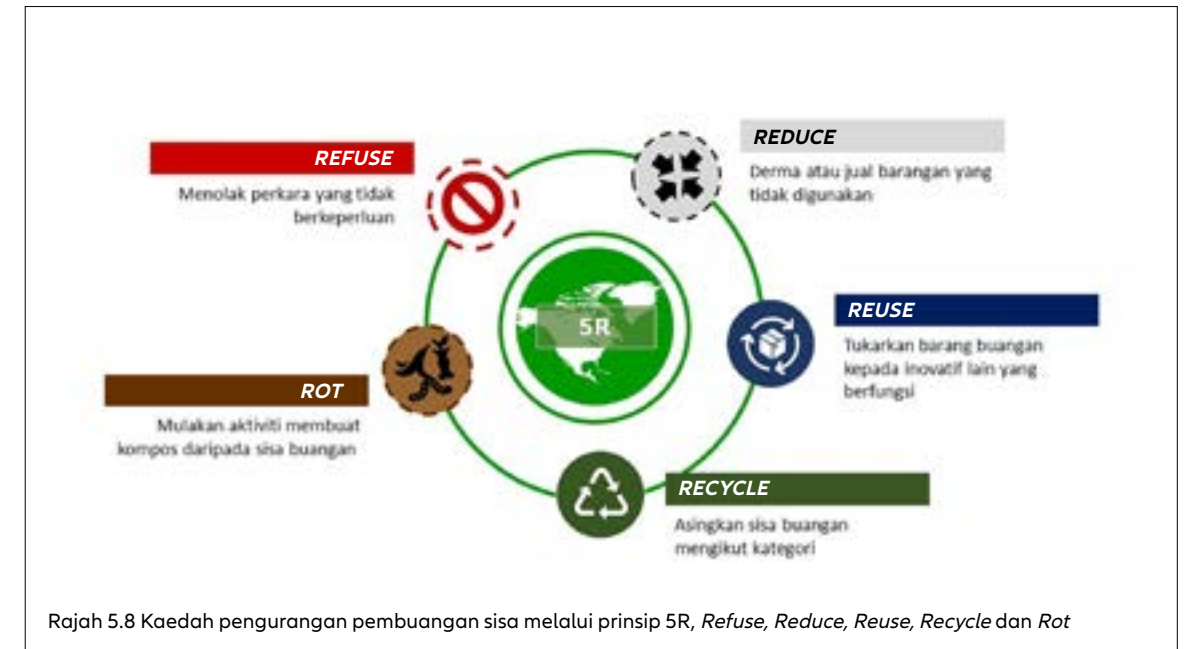 REFUSE
Menolak perkara yang tidak
berkeperluan
REDUCE
Derma atau jual barangan yang
tidak digunakan
5R
REUSE
Tukarkan barang buangan
kepada inovatif lain yang
berfungsi
ROT
Mulakan aktiviti membuat
kompos daripada sisa buangan
RECYCLE
Asingkan sisa buangan
mengikut kategori
Rajah 5.8 Kaedah pengurangan pembuangan sisa melalui prinsip 5R, Refuse, Reduce, Reuse, Recycle dan Rot